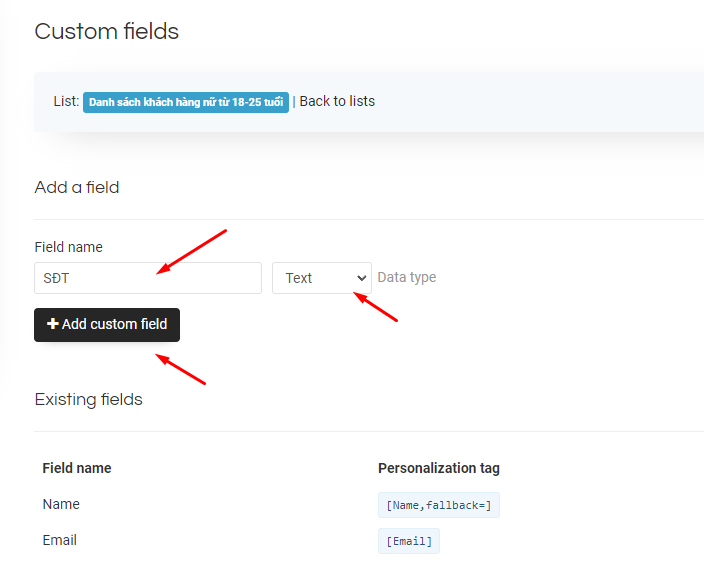 Custom fields
List: Danh sách khách hàng nữ từ 18-25 tuổi | Back to lists
Add a field
Field name
SĐT Text Data type
+ Add custom field
Existing fields
Field name Personalization tag
Name [Name,fallback=]
Email [Email]